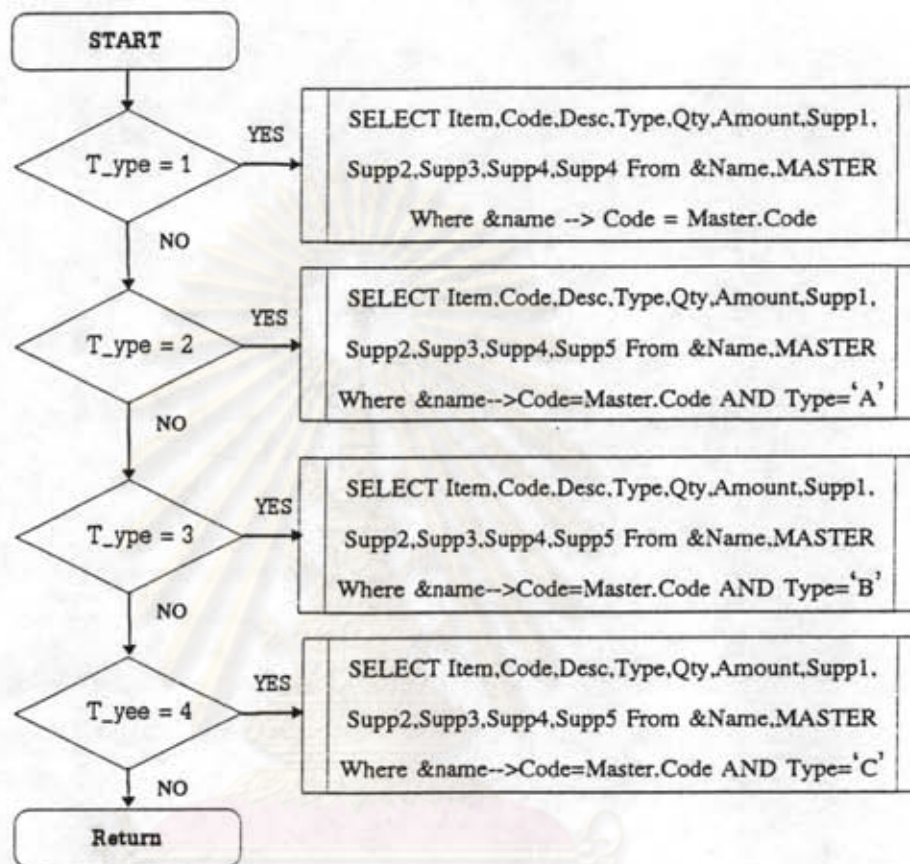 START
T_ype = 1
YES
SELECT Item,Code,Desc,Type,Qty,Amount,Supp1,
Supp2,Supp3,Supp4,Supp4 From &Name,MASTER
Where &name --> Code = Master.Code
NO
T_ype = 2
YES
SELECT Item,Code,Desc,Type,Qty,Amount,Supp1,
Supp2,Supp3,Supp4,Supp5 From &Name,MASTER
Where &name-->Code=Master.Code AND Type='A'
NO
T_ype = 3
YES
SELECT Item,Code,Desc,Type,Qty,Amount,Supp1,
Supp2,Supp3,Supp4,Supp5 From &Name,MASTER
Where &name-->Code=Master.Code AND Type='B'
NO
T_yee = 4
YES
SELECT Item,Code,Desc,Type,Qty,Amount,Supp1,
Supp2,Supp3,Supp4,Supp5 From &Name,MASTER
Where &name-->Code=Master.Code AND Type='C'
NO
Return